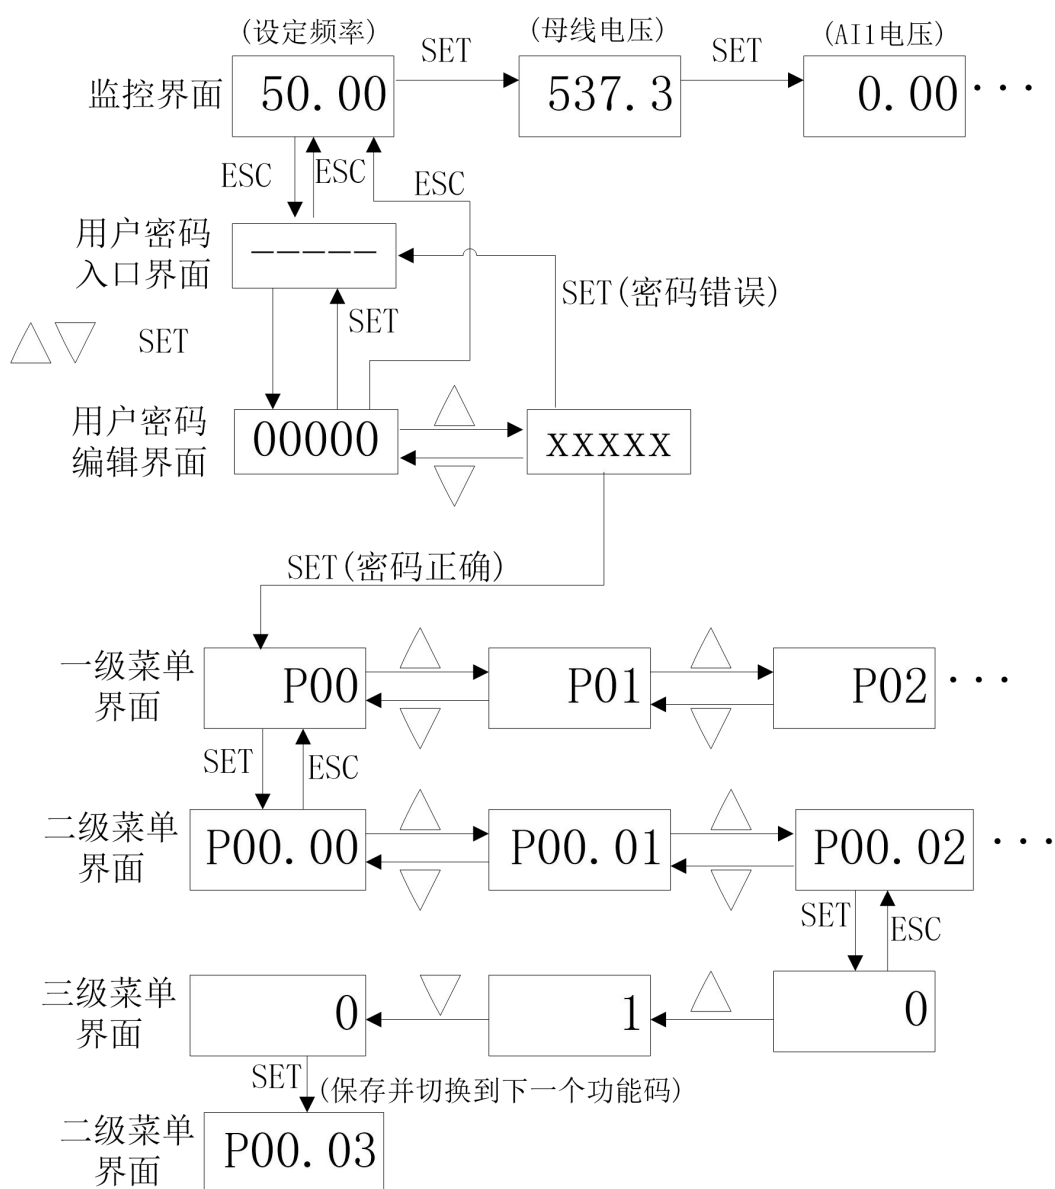 (设定频率)
(母线电压)
(AI1电压)
监控界面
50.00
SET
537.3
SET
0.00
···
ESC
ESC
ESC
用户密码
入口界面
-----
SET(密码错误)
SET
SET
用户密码
编辑界面
00000
xxxxx
SET(密码正确)
一级菜单
界面
P00
P01
P02
···
SET
ESC
二级菜单
界面
P00.00
P00.01
P00.02
···
SET
ESC
三级菜单
界面
0
1
0
SET
(保存并切换到下一个功能码)
二级菜单
界面
P00.03